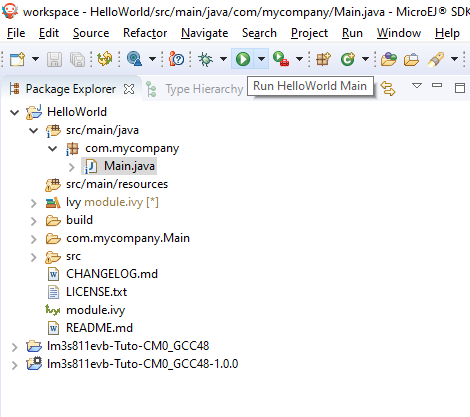 workspace - HelloWorld/src/main/java/com/mycompany/Main.java - MicroEJ® SDK
File Edit Source Refactor Navigate Search Project Run Window Help
Package Explorer Type Hierarchy
Run HelloWorld Main
HelloWorld
src/main/java
com.mycompany
Main.java
src/main/resources
Ivy module.ivy [*]
build
com.mycompany.Main
src
CHANGELOG.md
LICENSE.txt
module.ivy
README.md
lm3s811evb-Tuto-CM0_GCC48
lm3s811evb-Tuto-CM0_GCC48-1.0.0